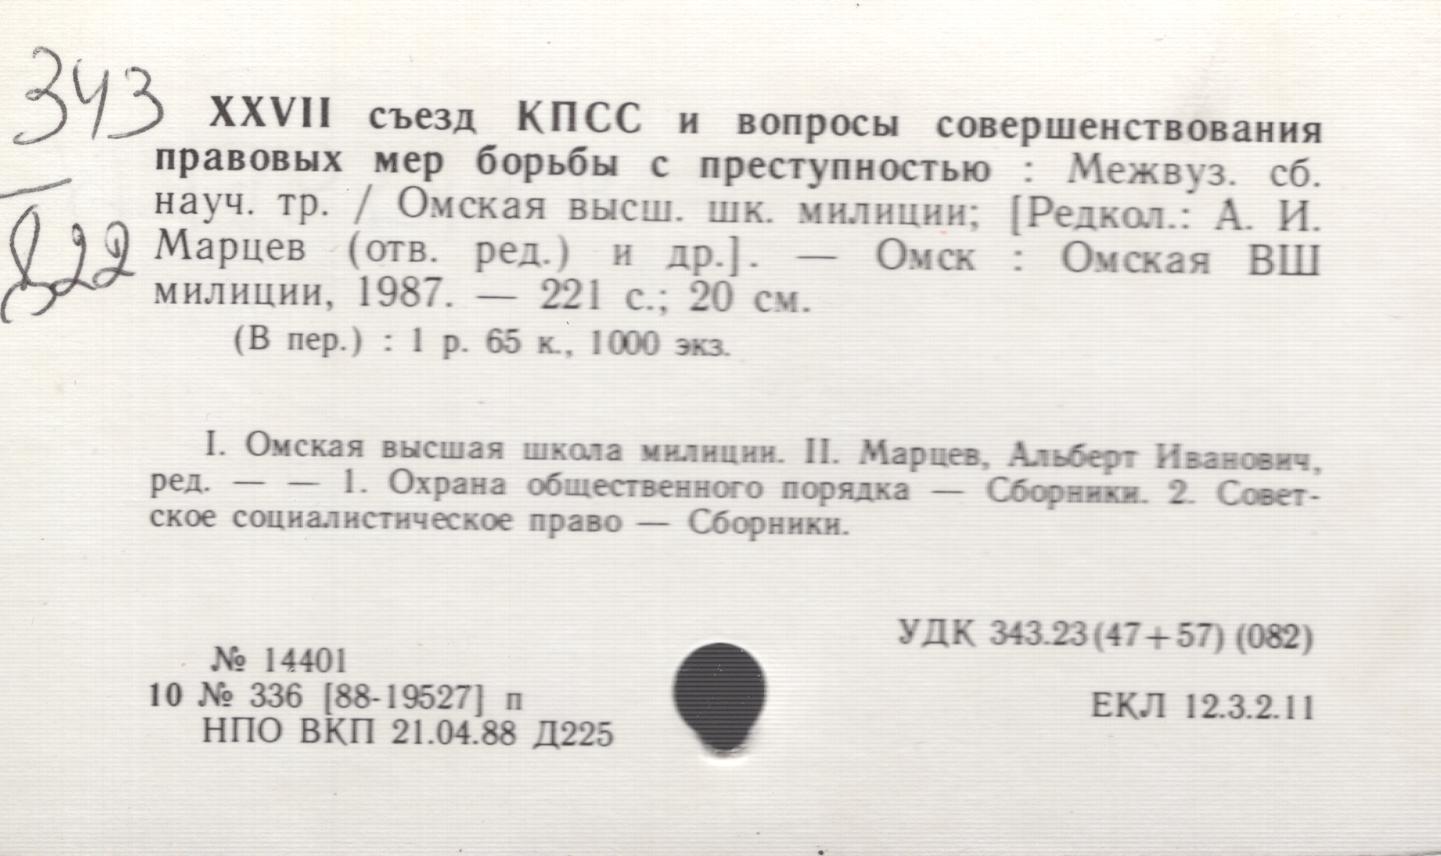 343
Д22
XXVII съезд КПСС и вопросы совершенствования
правовых мер борьбы с преступностью : Межвуз. сб.
науч. тр. / Омская высш. шк. милиции; [Редкол.: А. И.
Марцев (отв. ред.) и др.]. — Омск : Омская ВШ
милиции, 1987. — 221 с.; 20 см.
(В пер.) : 1 р. 65 к., 1000 экз.
I. Омская высшая школа милиции. II. Марцев, Альберт Иванович,
ред. — — 1. Охрана общественного порядка — Сборники. 2. Совет-
ское социалистическое право — Сборники.
УДК 343.23(47+57) (082)
№ 14401
10 № 336 [88-19527] п
ЕКЛ 12.3.2.11
НПО ВКП 21.04.88 Д225